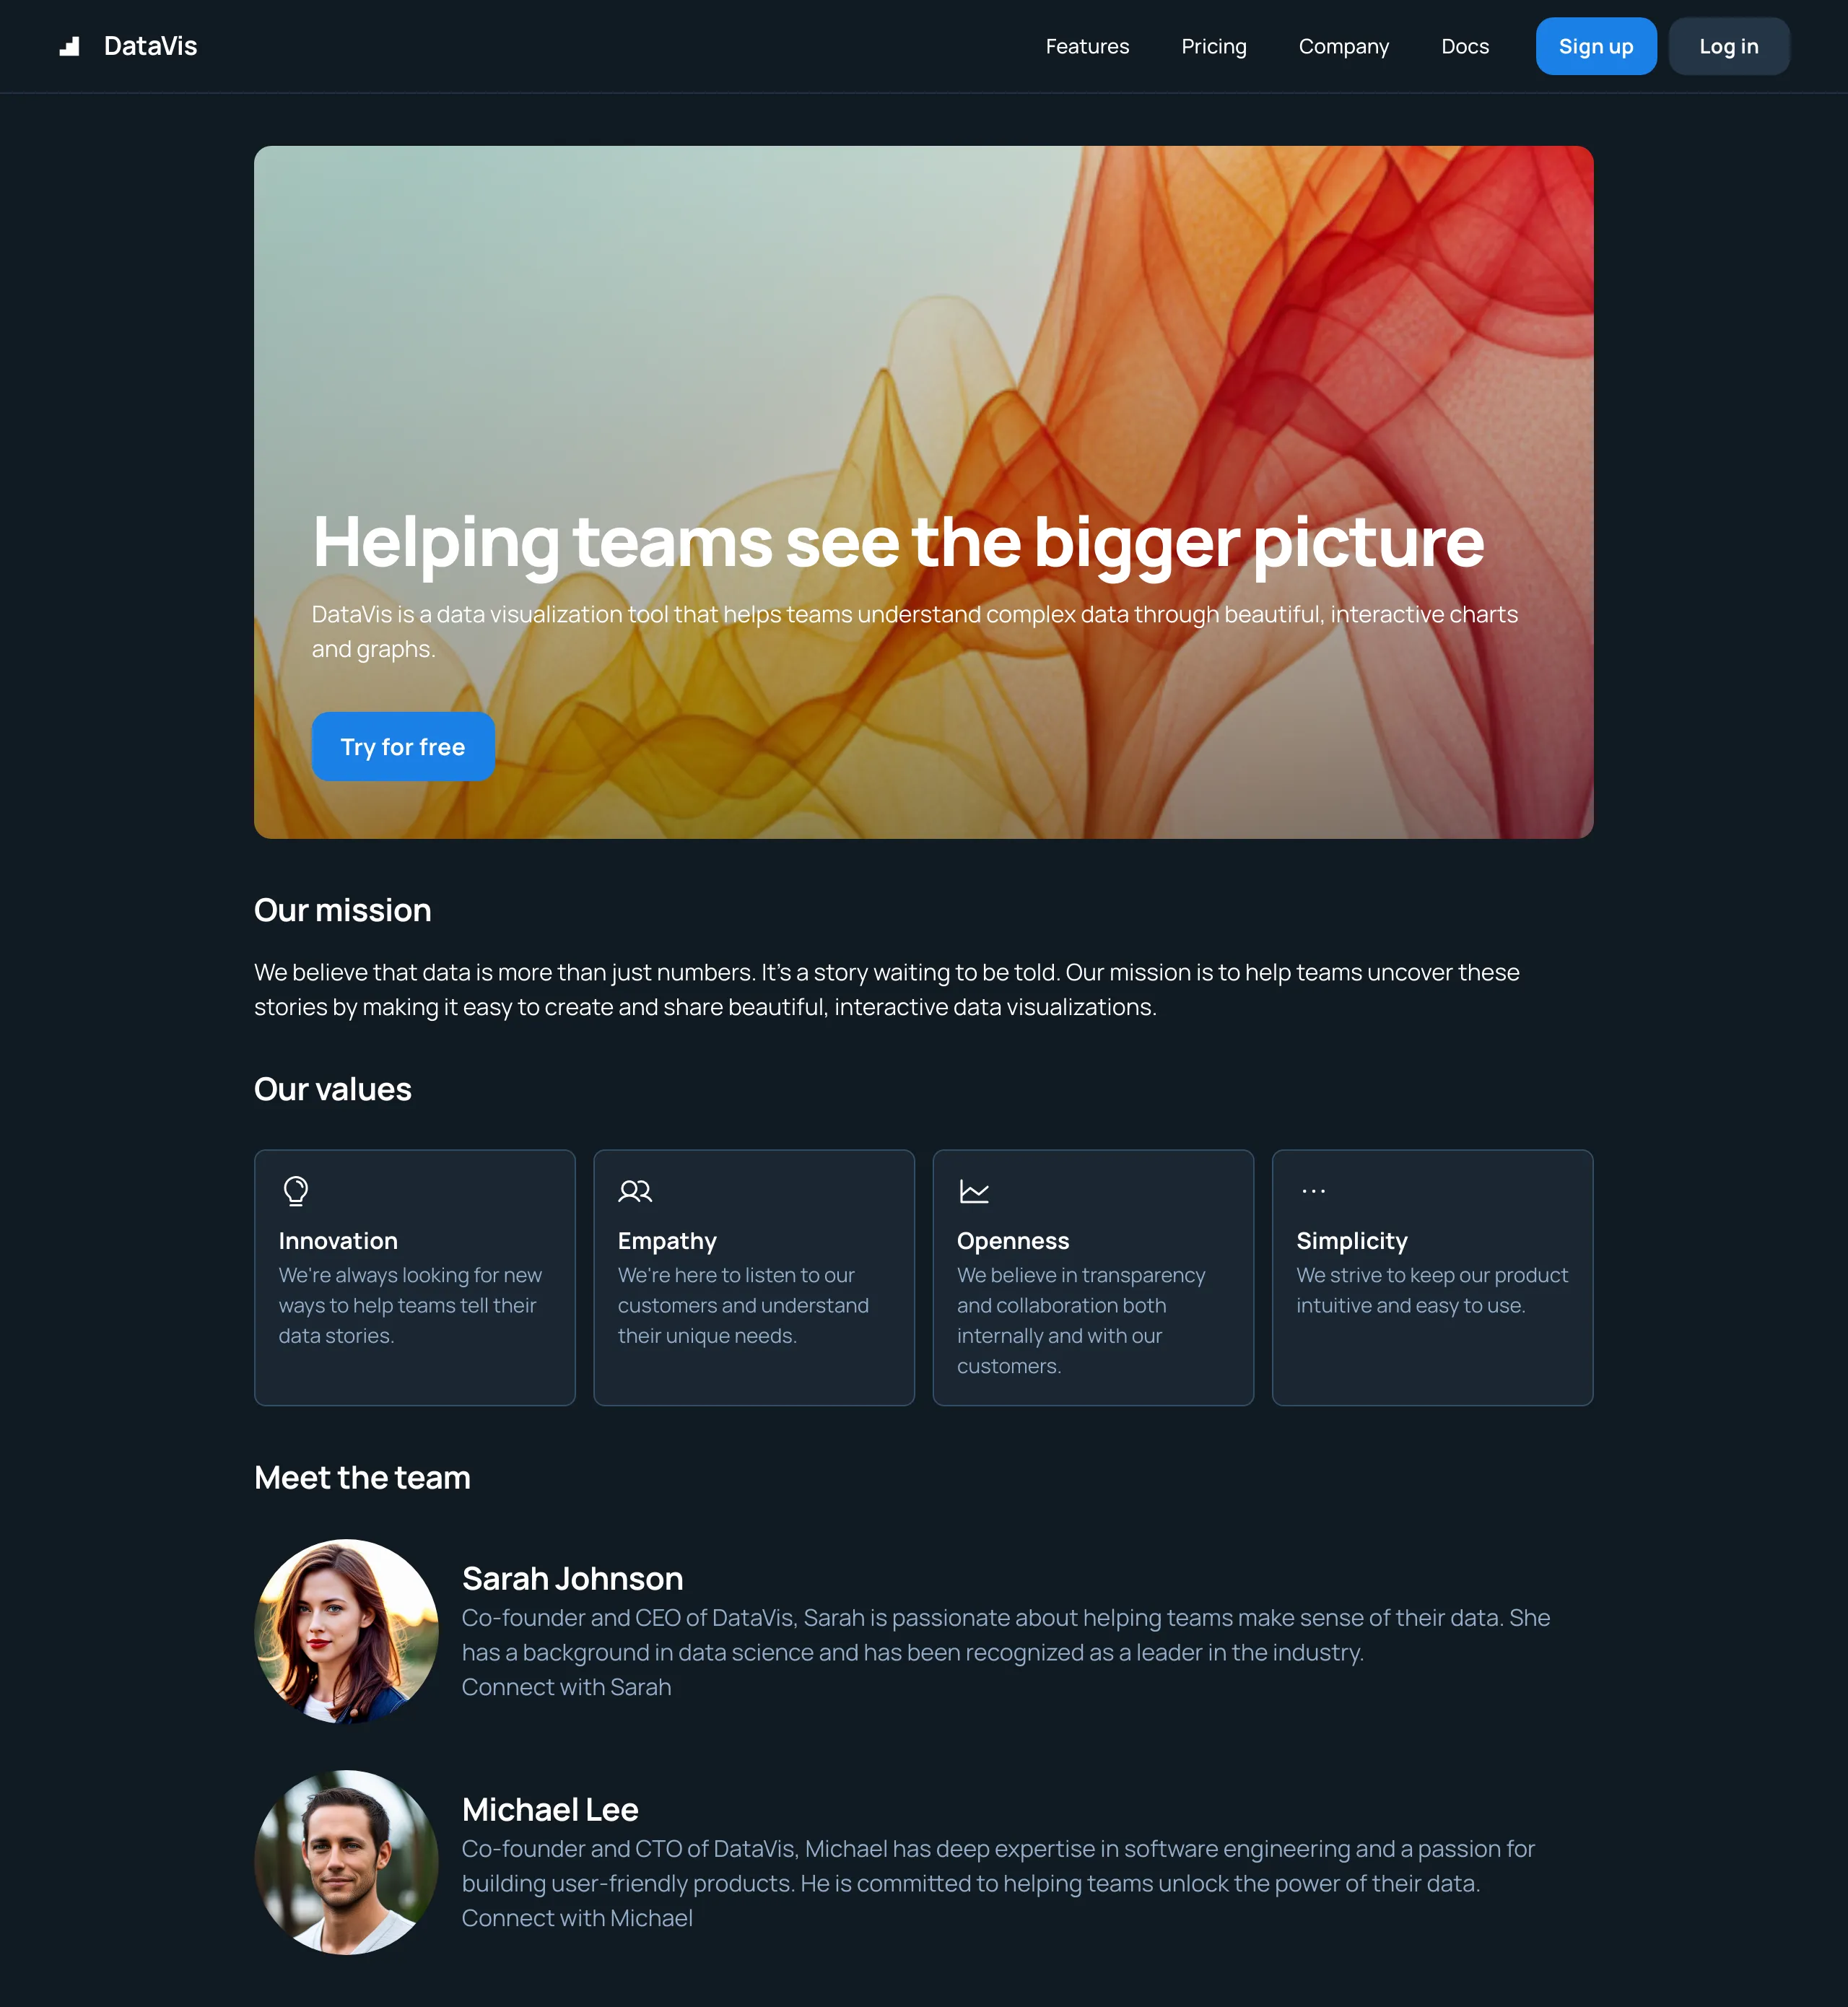 DataVis
Features
Pricing
Company
Docs
Sign up
Log in
Helping teams see the bigger picture
DataVis is a data visualization tool that helps teams understand complex data through beautiful, interactive charts
and graphs.
Try for free
Our mission
We believe that data is more than just numbers. It’s a story waiting to be told. Our mission is to help teams uncover these
stories by making it easy to create and share beautiful, interactive data visualizations.
Our values
Innovation
We're always looking for new
ways to help teams tell their
data stories.
Empathy
We're here to listen to our
customers and understand
their unique needs.
Openness
We believe in transparency
and collaboration both
internally and with our
customers.
Simplicity
We strive to keep our product
intuitive and easy to use.
Meet the team
Sarah Johnson
Co-founder and CEO of DataVis, Sarah is passionate about helping teams make sense of their data. She
has a background in data science and has been recognized as a leader in the industry.
Connect with Sarah
Michael Lee
Co-founder and CTO of DataVis, Michael has deep expertise in software engineering and a passion for
building user-friendly products. He is committed to helping teams unlock the power of their data.
Connect with Michael